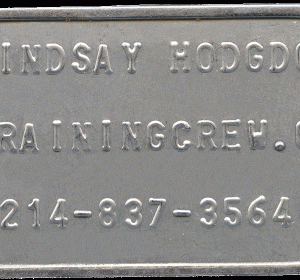 INDSAY HODGDO
RAININGCREW.C
214-837-3564